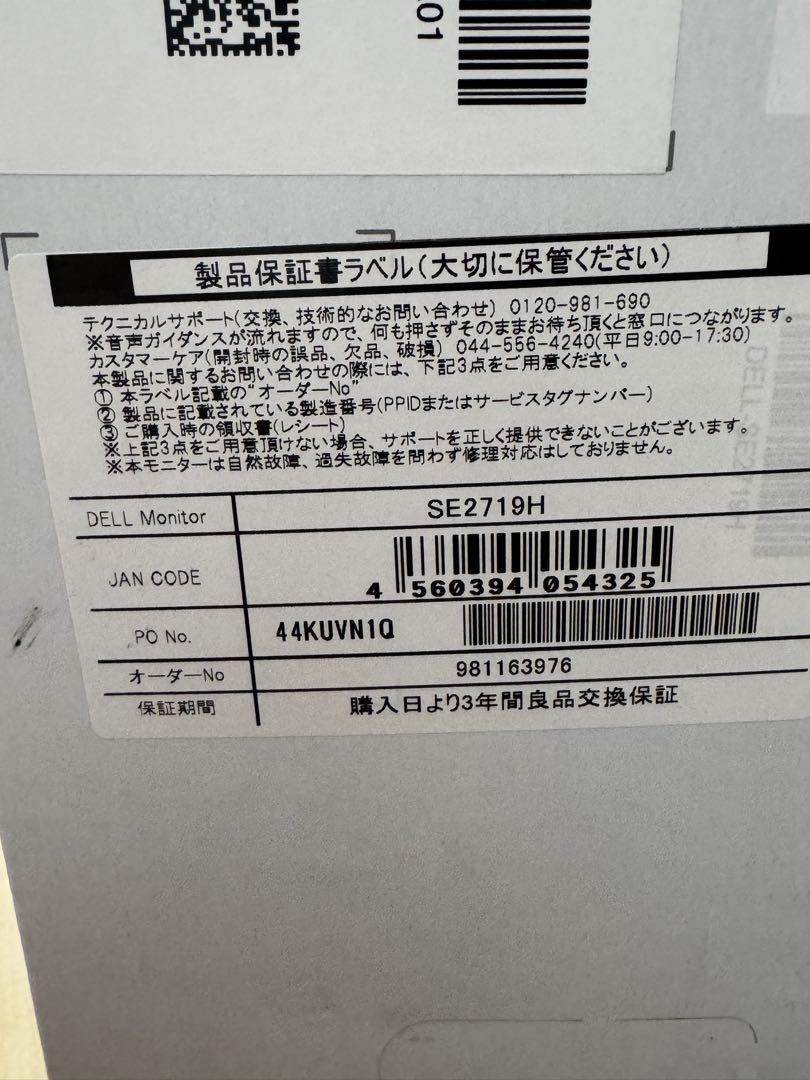 01
製品保証書ラベル(大切に保管ください)
テクニカルサポート(交換、技術的なお問い合わせ) 0120-981-690
※音声ガイダンスが流れますので、何も押さずそのままお待ち頂くと窓口につながります。
カスタマーケア(開封時の誤品、欠品、破損) 044-556-4240(平日9:00-17:30)
本製品に関するお問い合わせの際には、下記3点をご用意ください。
① 本ラベル記載の"オーダーNo"
② 製品に記載されている製造番号(PPIDまたはサービスタグナンバー)
③ ご購入時の領収書(レシート)
※上記3点をご用意頂けない場合、サポートを正しく提供できないことがございます。
※本モニターは自然故障、過失故障を問わず修理対応はしておりません。
DELL Monitor SE2719H
JAN CODE 4 560394 054325
PO No. 44KUVN1Q
オーダーNo 981163976
保証期間 購入日より3年間良品交換保証